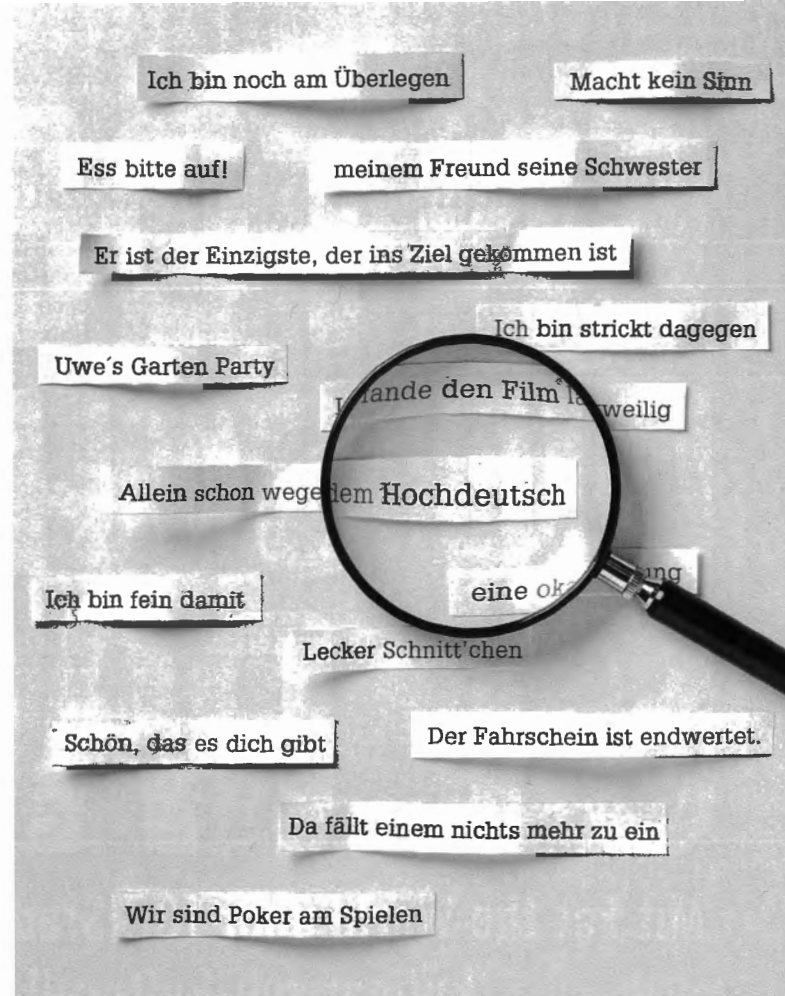 Ich bin noch am Überlegen
Macht kein Sinn
Ess bitte auf!
meinem Freund seine Schwester
Er ist der Einzigste, der ins Ziel gekommen ist
Ich bin strickt dagegen
Uwe´s Garten Party
fande den Film
weilig
Allein schon wege dem Hochdeutsch
Ich bin fein damit
eine
Lecker Schnitt'chen
Schön, das es dich gibt
Der Fahrschein ist endwertet.
Da fällt einem nichts mehr zu ein
Wir sind Poker am Spielen